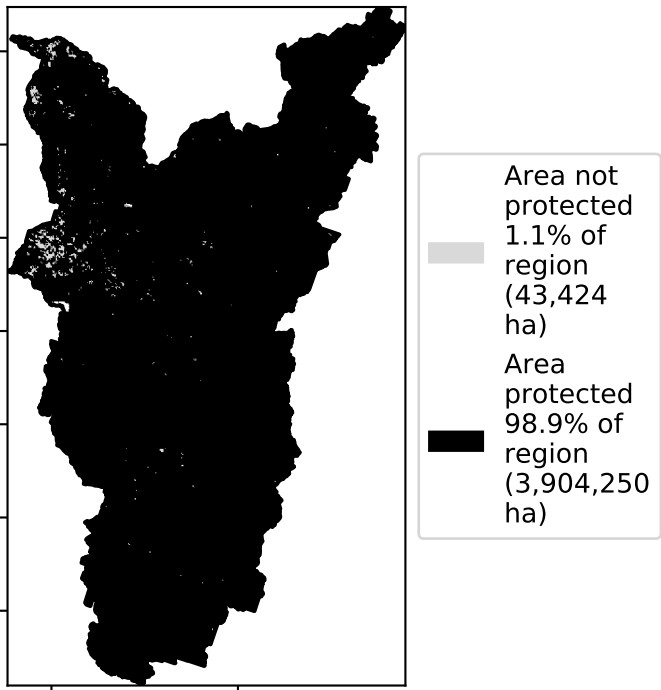 Area not
protected
1.1% of
region
(43,424
ha)
Area
protected
98.9% of
region
(3,904,250
ha)